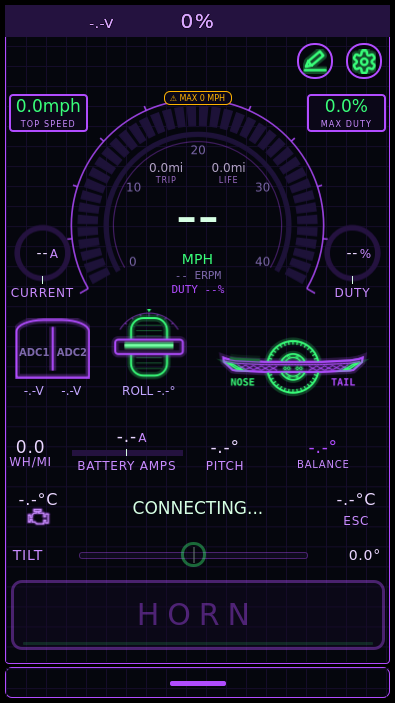 -.-V 0%
⚠ MAX 0 MPH
0.0mph
TOP SPEED
0.0%
MAX DUTY
20
0.0mi 0.0mi
TRIP LIFE
10 30
--
0 40
MPH
-- ERPM
DUTY --%
--A
CURRENT
--%
DUTY
ADC1 ADC2
-.-V -.-V
ROLL -.-°
NOSE TAIL
0.0
WH/MI
-.-A
BATTERY AMPS
-.-°
PITCH
-.-°
BALANCE
-.-°C
CONNECTING...
-.-°C
ESC
TILT 0.0°
HORN